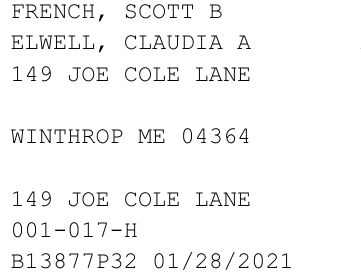 FRENCH, SCOTT B
ELWELL, CLAUDIA A
149 JOE COLE LANE
WINTHROP ME 04364
149 JOE COLE LANE
001-017-H
B13877P32 01/28/2021